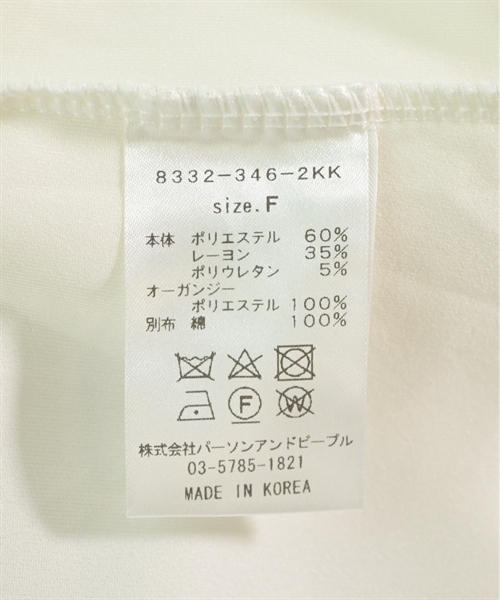 8332-346-2KK
size.F
本体 ポリエステル 60%
レーヨン 35%
ポリウレタン 5%
オーガンジー
ポリエステル 100%
別布 綿 100%
F W
株式会社パーソンアンドピープル
03-5785-1821
MADE IN KOREA